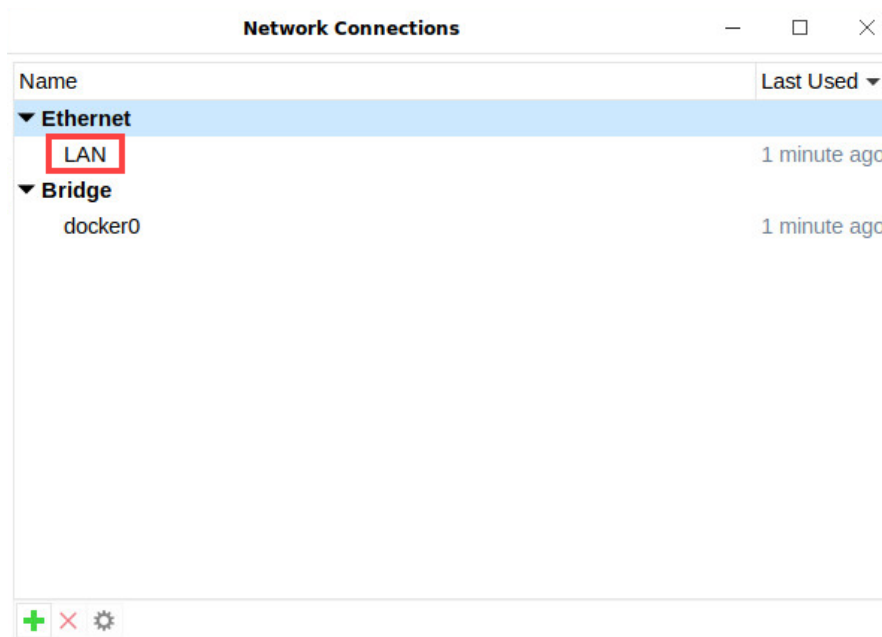 Network Connections
Name Last Used
Ethernet
LAN 1 minute ago
Bridge
docker0 1 minute ago